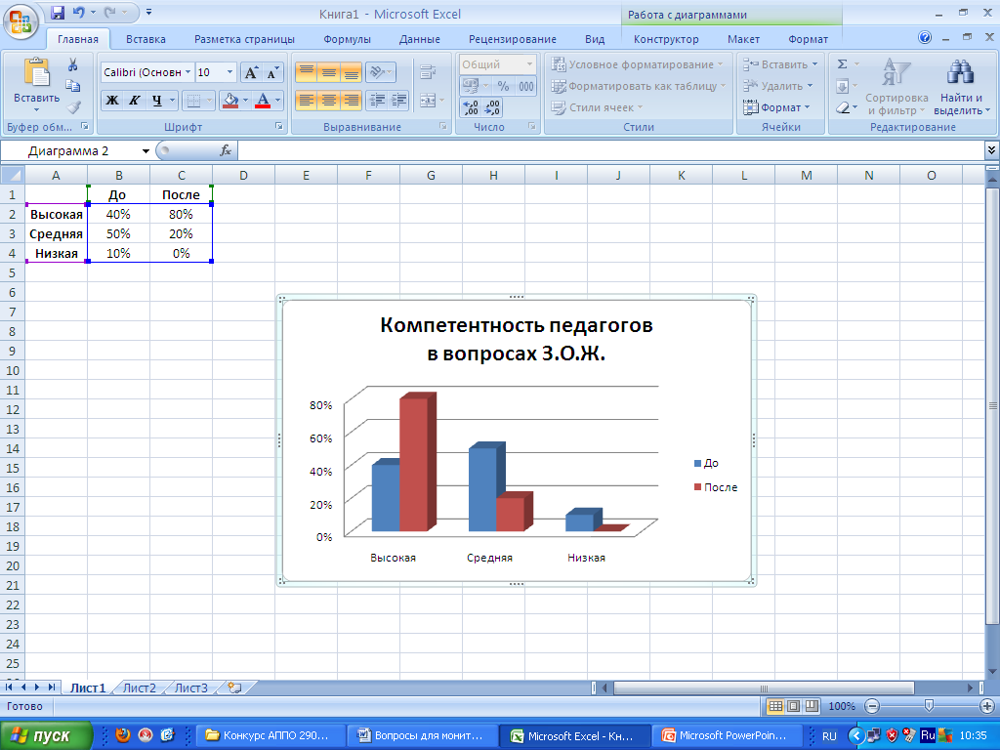 Книга1 - Microsoft Excel
Работа с диаграммами
Главная Вставка Разметка страницы Формулы Данные Рецензирование Вид Конструктор Макет Формат
Вставить
Calibri (Основн 10
Ж К Ч
Общий
% 000
Условное форматирование
Форматировать как таблицу
Стили ячеек
Вставить
Удалить
Формат
Σ
Сортировка и фильтр
Найти и выделить
Буфер обм... Шрифт Выравнивание Число Стили Ячейки Редактирование
Диаграмма 2 fx
A B C D E F G H I J K L M N O
1 До После
2 Высокая 40% 80%
3 Средняя 50% 20%
4 Низкая 10% 0%
5
6
7
8
9
10
11
12
13
14
15
16
17
18
19
20
21
22
23
24
25
Компетентность педагогов
в вопросах З.О.Ж.
80%
60%
40%
20%
0%
Высокая Средняя Низкая
До
После
Лист1 Лист2 Лист3
Готово 100%
пуск Конкурс АППО 290... Вопросы для монит... Microsoft Excel - Кн... Microsoft PowerPoin... RU Ru 10:35